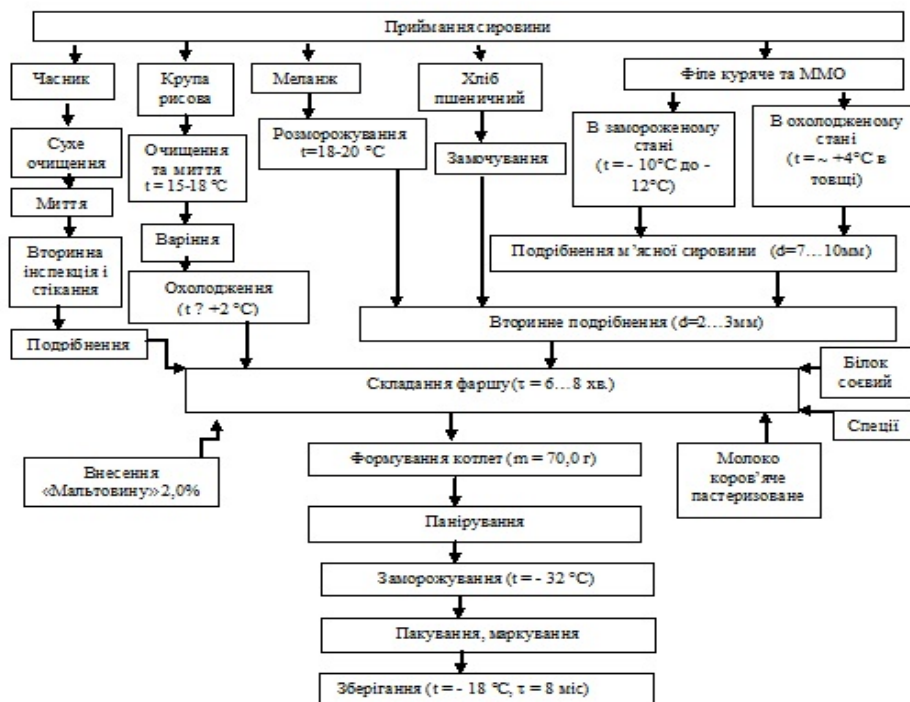 Приймання сировини
Часник
Крупа
рисова
Меланж
Хліб
пшеничний
Філе куряче та ММО
Сухе
очищення
Очищення
та миття
t = 15-18 °C
Розморожування
t=18-20 °C
Замочування
В замороженому
стані
(t = - 10°C до -
12°C)
В охолодженому
стані
(t = ~ +4°C в
товщі)
Миття
Варіння
Вторинна
інспекція і
стікання
Охолодження
(t ? +2 °C)
Подрібнення м’ясної сировини (d=7…10мм)
Подрібнення
Вторинне подрібнення (d=2…3мм)
Складання фаршу (τ = 6…8 хв.)
Білок
соєвий
Спеції
Внесення
«Мальтовину» 2,0%
Формування котлет (m = 70,0 г)
Молоко
коров’яче
пастеризоване
Панірування
Заморожування (t = - 32 °C)
Пакування, маркування
Зберігання (t = - 18 °C, τ = 8 міс)